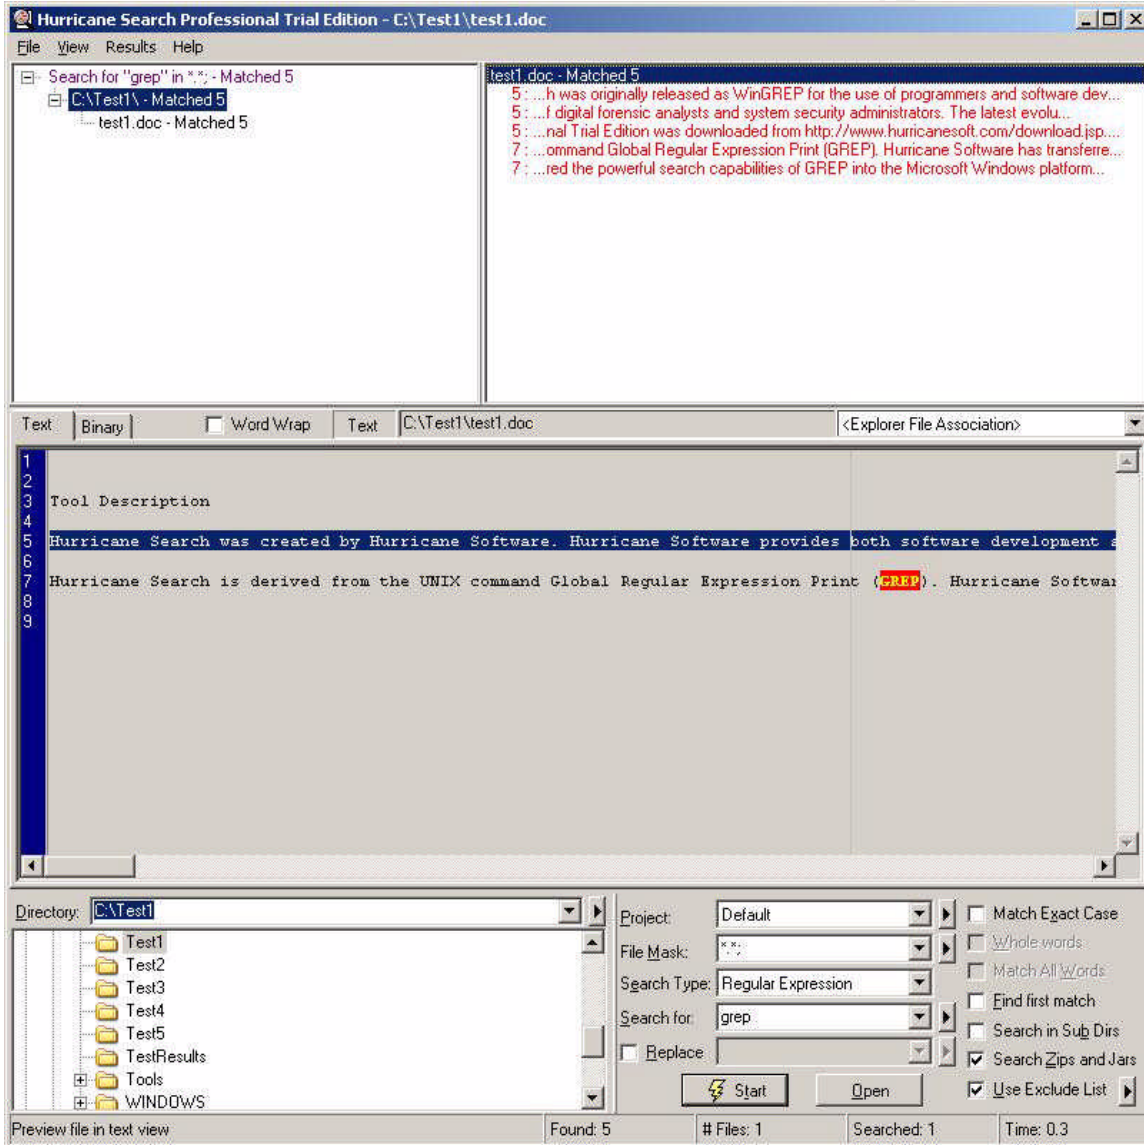 Hurricane Search Professional Trial Edition - C:\Test1\test1.doc
File View Results Help
Search for "grep" in *.*; - Matched 5
C:\Test1\ - Matched 5
test1.doc - Matched 5
test1.doc - Matched 5
5 : ...h was originally released as WinGREP for the use of programmers and software dev...
5 : ...f digital forensic analysts and system security administrators. The latest evolu...
5 : ...nal Trial Edition was downloaded from http://www.hurricanesoft.com/download.jsp....
7 : ...ommand Global Regular Expression Print (GREP). Hurricane Software has transferre...
7 : ...red the powerful search capabilities of GREP into the Microsoft Windows platform...
Text Binary Word Wrap Text C:\Test1\test1.doc <Explorer File Association>
1
2
3 Tool Description
4
5 Hurricane Search was created by Hurricane Software. Hurricane Software provides both software development a
6
7 Hurricane Search is derived from the UNIX command Global Regular Expression Print (GREP). Hurricane Softwar
8
9
Directory: C:\Test1
Test1
Test2
Test3
Test4
Test5
TestResults
Tools
WINDOWS
Project: Default
File Mask: *.*;
Search Type: Regular Expression
Search for: grep
Replace
Start Open
Match Exact Case
Whole words
Match All Words
Find first match
Search in Sub Dirs
Search Zips and Jars
Use Exclude List
Preview file in text view Found: 5 # Files: 1 Searched: 1 Time: 0.3